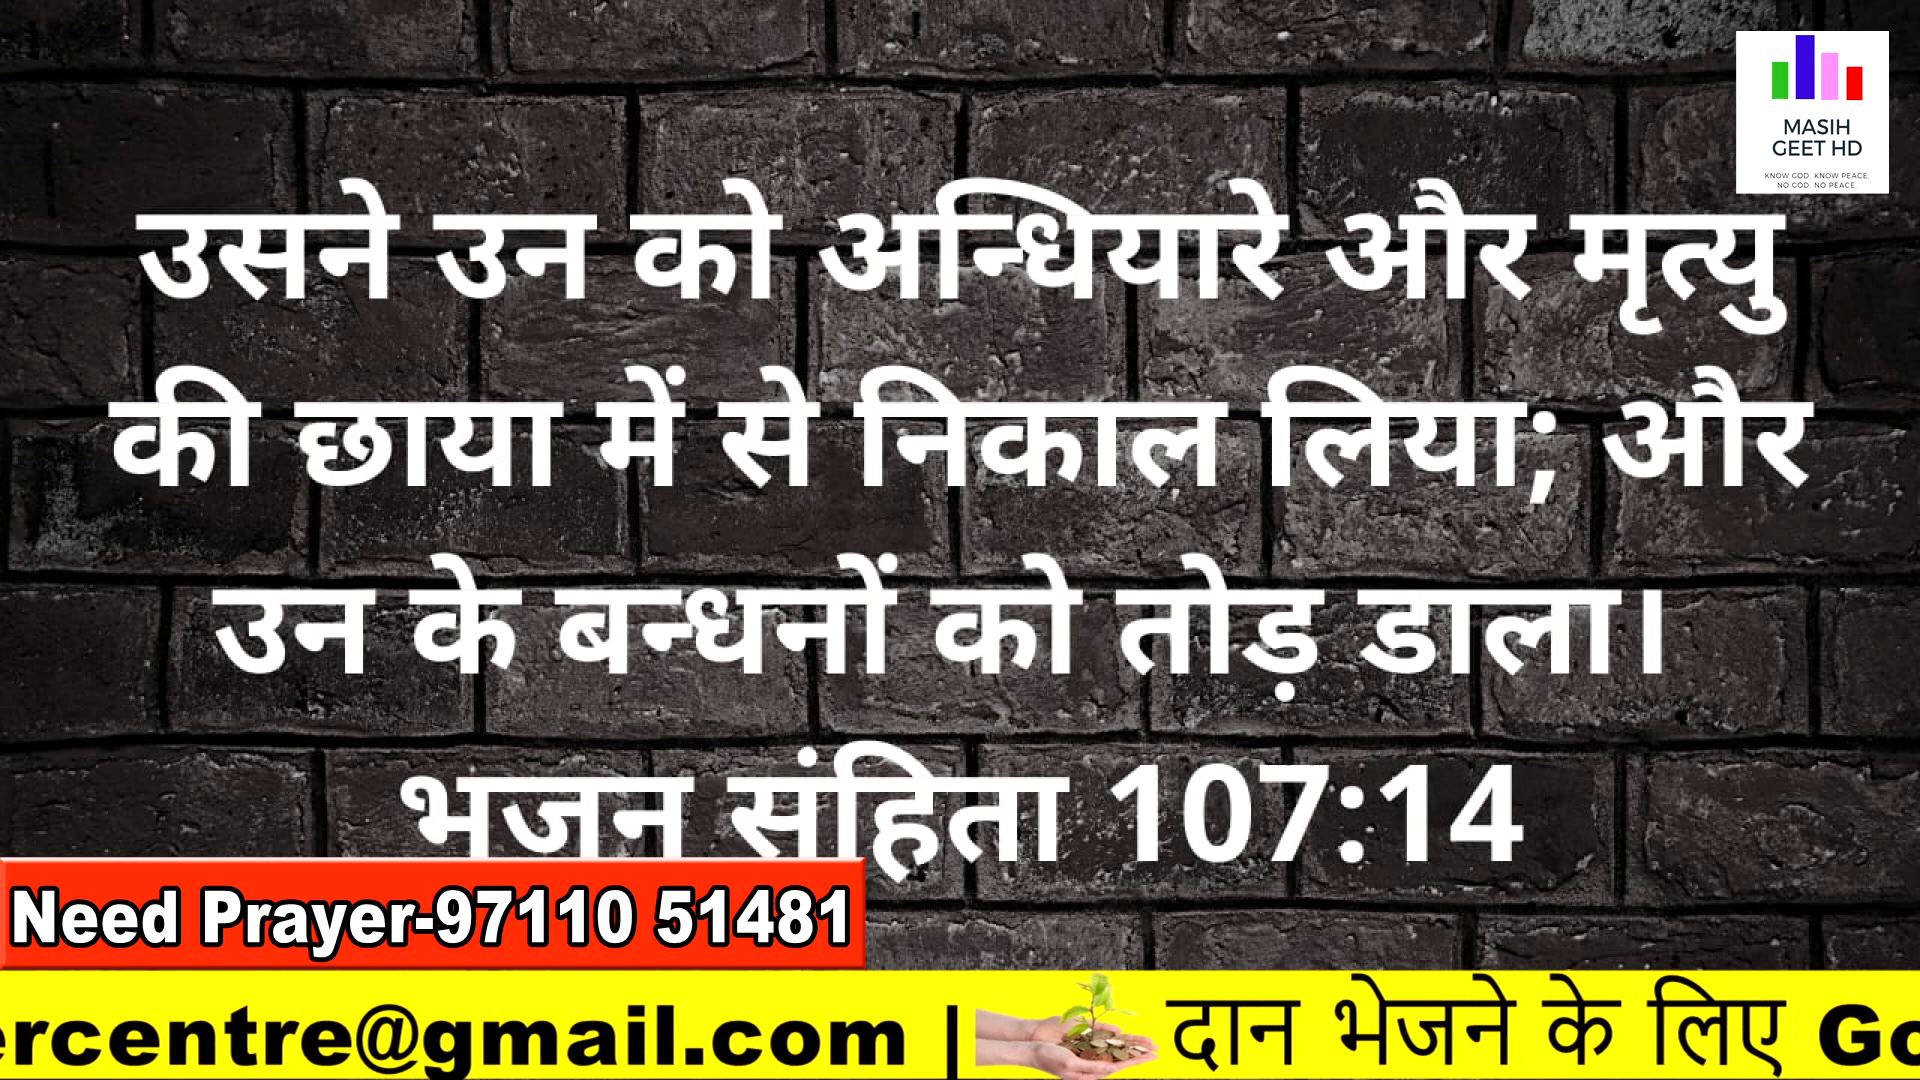 MASIH
GEET HD
KNOW GOD. KNOW PEACE.
NO GOD. NO PEACE.
उसने उन को अन्धियारे और मृत्यु
की छाया में से निकाल लिया; और
उन के बन्धनों को तोड़ डाला।
भजन संहिता 107:14
Need Prayer-97110 51481
ercentre@gmail.com | दान भेजने के लिए Go